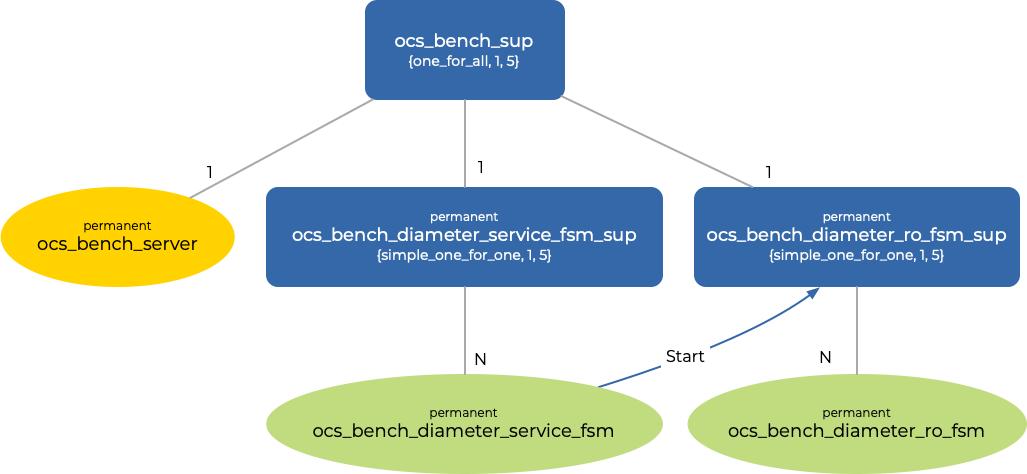 ocs_bench_sup
{one_for_all, 1, 5}
1
1
1
permanent
ocs_bench_server
permanent
ocs_bench_diameter_service_fsm_sup
{simple_one_for_one, 1, 5}
permanent
ocs_bench_diameter_ro_fsm_sup
{simple_one_for_one, 1, 5}
N
Start
N
permanent
ocs_bench_diameter_service_fsm
permanent
ocs_bench_diameter_ro_fsm